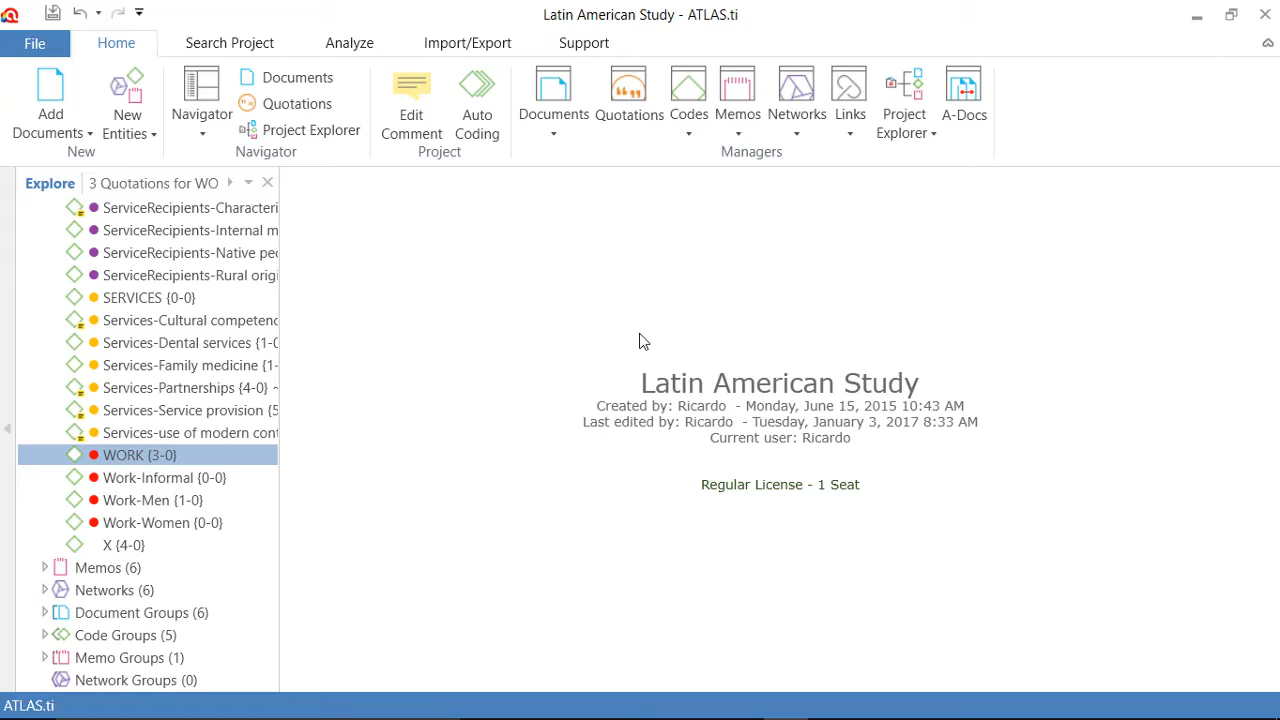 Latin American Study - ATLAS.ti
File
Home
Search Project
Analyze
Import/Export
Support
Add
Documents
New
Entities
New
Navigator
Documents
Quotations
Project Explorer
Navigator
Edit
Comment
Auto
Coding
Project
Documents
Quotations
Codes
Memos
Networks
Links
Project
Explorer
A-Docs
Managers
Explore
3 Quotations for WO
ServiceRecipients-Characteri
ServiceRecipients-Internal m
ServiceRecipients-Native peo
ServiceRecipients-Rural origi
SERVICES {0-0}
Services-Cultural competenc
Services-Dental services {1-0
Services-Family medicine {1-
Services-Partnerships {4-0} ~
Services-Service provision {5
Services-use of modern cont
WORK {3-0}
Work-Informal {0-0}
Work-Men {1-0}
Work-Women {0-0}
X {4-0}
Memos (6)
Networks (6)
Document Groups (6)
Code Groups (5)
Memo Groups (1)
Network Groups (0)
Latin American Study
Created by: Ricardo - Monday, June 15, 2015 10:43 AM
Last edited by: Ricardo - Tuesday, January 3, 2017 8:33 AM
Current user: Ricardo
Regular License - 1 Seat
ATLAS.ti